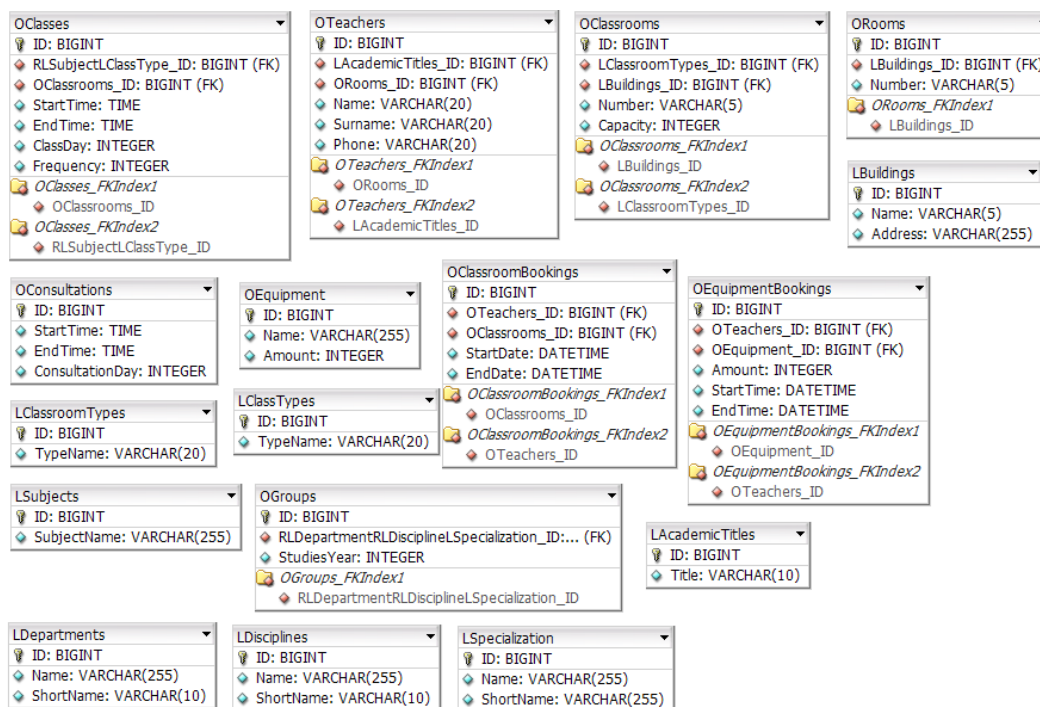 OClasses
ID: BIGINT
RLSubjectLClassType_ID: BIGINT (FK)
OClassrooms_ID: BIGINT (FK)
StartTime: TIME
EndTime: TIME
ClassDay: INTEGER
Frequency: INTEGER
OClasses_FKIndex1
OClassrooms_ID
OClasses_FKIndex2
RLSubjectLClassType_ID
OTeachers
ID: BIGINT
LAcademicTitles_ID: BIGINT (FK)
ORooms_ID: BIGINT (FK)
Name: VARCHAR(20)
Surname: VARCHAR(20)
Phone: VARCHAR(20)
OTeachers_FKIndex1
ORooms_ID
OTeachers_FKIndex2
LAcademicTitles_ID
OClassrooms
ID: BIGINT
LClassroomTypes_ID: BIGINT (FK)
LBuildings_ID: BIGINT (FK)
Number: VARCHAR(5)
Capacity: INTEGER
OClassrooms_FKIndex1
LBuildings_ID
OClassrooms_FKIndex2
LClassroomTypes_ID
ORooms
ID: BIGINT
LBuildings_ID: BIGINT (FK)
Number: VARCHAR(5)
ORooms_FKIndex1
LBuildings_ID
LBuildings
ID: BIGINT
Name: VARCHAR(5)
Address: VARCHAR(255)
OConsultations
ID: BIGINT
StartTime: TIME
EndTime: TIME
ConsultationDay: INTEGER
OEquipment
ID: BIGINT
Name: VARCHAR(255)
Amount: INTEGER
OClassroomBookings
ID: BIGINT
OTeachers_ID: BIGINT (FK)
OClassrooms_ID: BIGINT (FK)
StartDate: DATETIME
EndDate: DATETIME
OClassroomBookings_FKIndex1
OClassrooms_ID
OClassroomBookings_FKIndex2
OTeachers_ID
OEquipmentBookings
ID: BIGINT
OTeachers_ID: BIGINT (FK)
OEquipment_ID: BIGINT (FK)
Amount: INTEGER
StartTime: DATETIME
EndTime: DATETIME
OEquipmentBookings_FKIndex1
OEquipment_ID
OEquipmentBookings_FKIndex2
OTeachers_ID
LClassroomTypes
ID: BIGINT
TypeName: VARCHAR(20)
LClassTypes
ID: BIGINT
TypeName: VARCHAR(20)
LSubjects
ID: BIGINT
SubjectName: VARCHAR(255)
OGroups
ID: BIGINT
RLDepartmentRLDisciplineLSpecialization_ID:... (FK)
StudiesYear: INTEGER
OGroups_FKIndex1
RLDepartmentRLDisciplineLSpecialization_ID
LAcademicTitles
ID: BIGINT
Title: VARCHAR(10)
LDepartments
ID: BIGINT
Name: VARCHAR(255)
ShortName: VARCHAR(10)
LDisciplines
ID: BIGINT
Name: VARCHAR(255)
ShortName: VARCHAR(10)
LSpecialization
ID: BIGINT
Name: VARCHAR(255)
ShortName: VARCHAR(255)